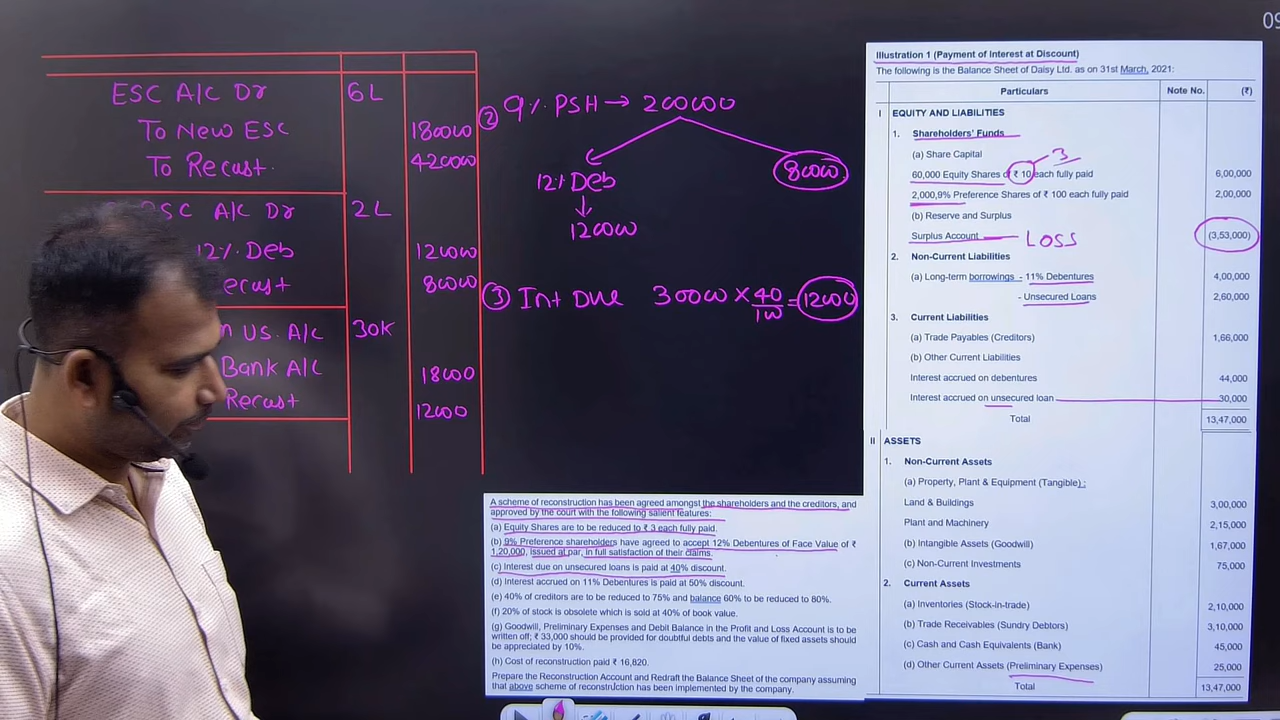 09
ESC A/C Dr 6L
To New ESC 180000
To Recust. 420000
PSC A/C Dr 2L
12% Deb 120000
Recust 80000
n US. A/C 30K
Bank A/C 18000
Recust 12000
② 9% PSH → 200000
12% Deb 80000
120000
③ Int Due 30000 × 40/100 = 12000
Illustration 1 (Payment of Interest at Discount)
The following is the Balance Sheet of Daisy Ltd. as on 31st March, 2021:
Particulars Note No. (₹)
I EQUITY AND LIABILITIES
1. Shareholders' Funds
3
(a) Share Capital
60,000 Equity Shares of ₹ 10 each fully paid 6,00,000
2,000,9% Preference Shares of ₹ 100 each fully paid 2,00,000
(b) Reserve and Surplus
Surplus Account LOSS (3,53,000)
2. Non-Current Liabilities
(a) Long-term borrowings - 11% Debentures 4,00,000
- Unsecured Loans 2,60,000
3. Current Liabilities
(a) Trade Payables (Creditors) 1,66,000
(b) Other Current Liabilities
Interest accrued on debentures 44,000
Interest accrued on unsecured loan 30,000
Total 13,47,000
II ASSETS
1. Non-Current Assets
(a) Property, Plant & Equipment (Tangible) :
Land & Buildings 3,00,000
Plant and Machinery 2,15,000
(b) Intangible Assets (Goodwill) 1,67,000
(c) Non-Current Investments 75,000
2. Current Assets
(a) Inventories (Stock-in-trade) 2,10,000
(b) Trade Receivables (Sundry Debtors) 3,10,000
(c) Cash and Cash Equivalents (Bank) 45,000
(d) Other Current Assets (Preliminary Expenses) 25,000
Total 13,47,000
A scheme of reconstruction has been agreed amongst the shareholders and the creditors, and
approved by the court with the following salient features:
(a) Equity Shares are to be reduced to ₹ 3 each fully paid.
(b) 9% Preference shareholders have agreed to accept 12% Debentures of Face Value of ₹
1,20,000, issued at par, in full satisfaction of their claims.
(c) Interest due on unsecured loans is paid at 40% discount.
(d) Interest accrued on 11% Debentures is paid at 50% discount.
(e) 40% of creditors are to be reduced to 75% and balance 60% to be reduced to 80%.
(f) 20% of stock is obsolete which is sold at 40% of book value.
(g) Goodwill, Preliminary Expenses and Debit Balance in the Profit and Loss Account is to be
written off; ₹ 33,000 should be provided for doubtful debts and the value of fixed assets should
be appreciated by 10%.
(h) Cost of reconstruction paid ₹ 16,820.
Prepare the Reconstruction Account and Redraft the Balance Sheet of the company assuming
that above scheme of reconstruction has been implemented by the company.